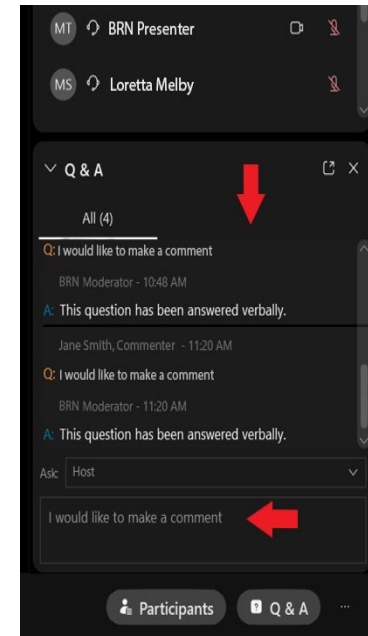 MT BRN Presenter
MS Loretta Melby
Q & A
All (4)
Q: I would like to make a comment
BRN Moderator - 10:48 AM
A: This question has been answered verbally.
Jane Smith, Commenter - 11:20 AM
Q: I would like to make a comment
BRN Moderator - 11:20 AM
A: This question has been answered verbally.
Ask: Host
I would like to make a comment
Participants ? Q & A ...